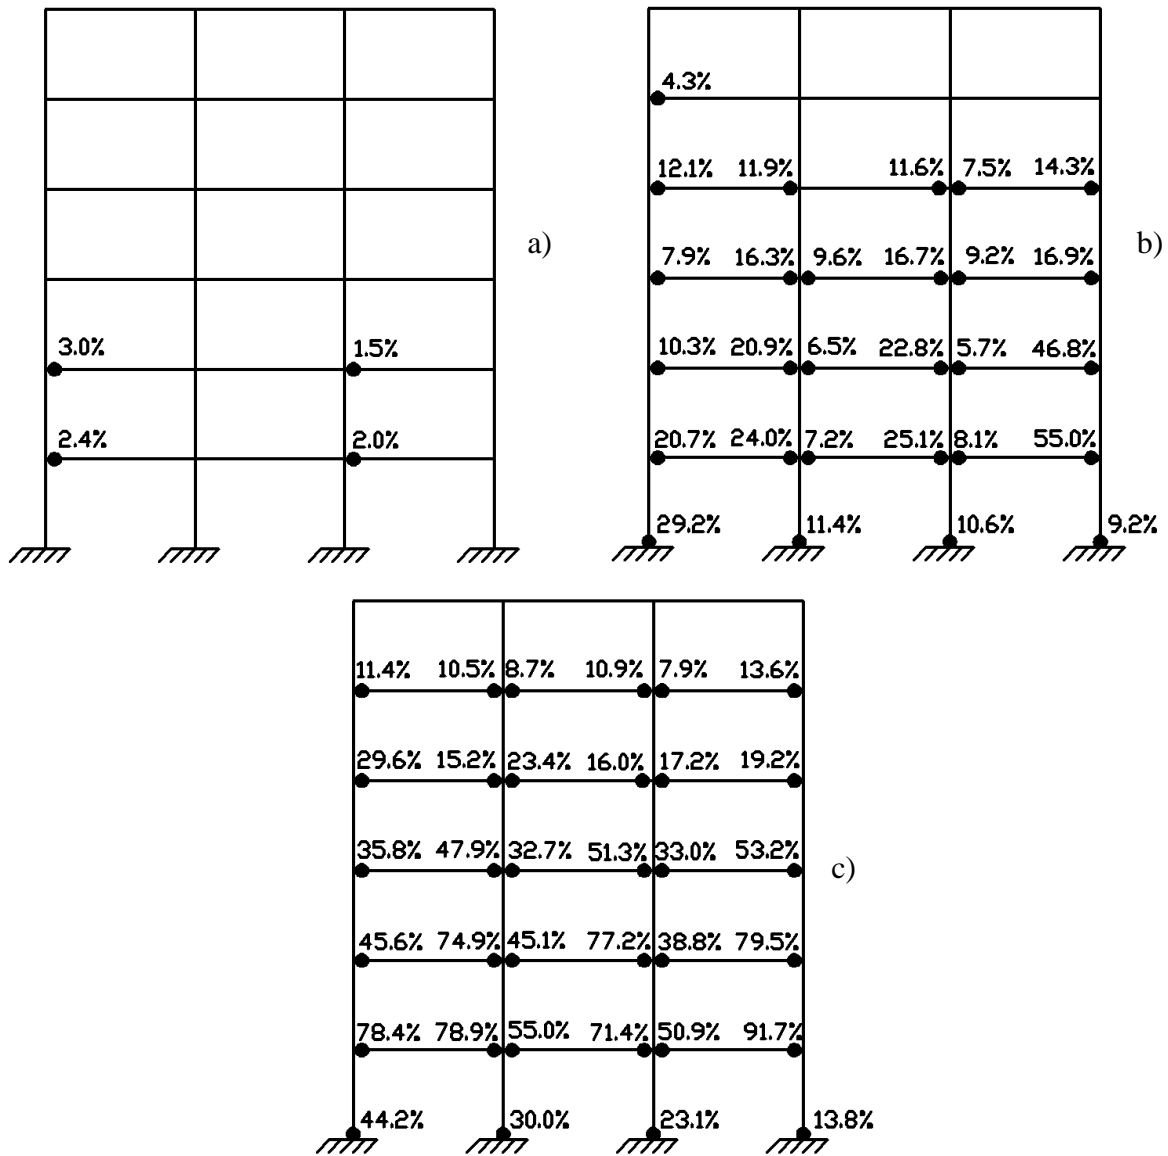 4.3%
12.1% 11.9% 11.6% 7.5% 14.3%
a) b)
7.9% 16.3% 9.6% 16.7% 9.2% 16.9%
3.0% 1.5%
10.3% 20.9% 6.5% 22.8% 5.7% 46.8%
2.4% 2.0%
20.7% 24.0% 7.2% 25.1% 8.1% 55.0%
29.2% 11.4% 10.6% 9.2%
11.4% 10.5% 8.7% 10.9% 7.9% 13.6%
29.6% 15.2% 23.4% 16.0% 17.2% 19.2%
35.8% 47.9% 32.7% 51.3% 33.0% 53.2%
c)
45.6% 74.9% 45.1% 77.2% 38.8% 79.5%
78.4% 78.9% 55.0% 71.4% 50.9% 91.7%
44.2% 30.0% 23.1% 13.8%